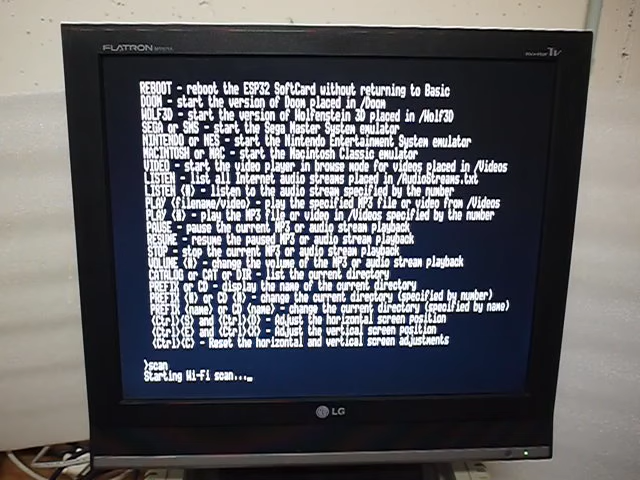 FLATRON
TV
REBOOT - reboot the ESP32 SoftCard without returning to Basic
DOOM - start the version of Doom placed in /Doom
WOLF3D - start the version of Wolfenstein 3D placed in /Wolf3D
SEGA or SMS - start the Sega Master System emulator
NINTENDO or NES - start the Nintendo Entertainment System emulator
MACINTOSH or MAC - start the Macintosh Classic emulator
VIDEO - start the video player in browse mode for videos placed in /Videos
LISTEN - list all Internet audio streams placed in /AudioStreams.txt
LISTEN {#} - listen to the audio stream specified by the number
PLAY {filename/video} - play the specified MP3 file or video from /Videos
PLAY {#} - play the MP3 file or video in /Videos specified by the number
PAUSE - pause the current MP3 or audio stream playback
RESUME - resume the paused MP3 or audio stream playback
STOP - stop the current MP3 or audio stream playback
VOLUME {#} - change the volume of the MP3 or audio stream playback
CATALOG or CAT or DIR - list the current directory
PREFIX or CD - display the name of the current directory
PREFIX {#} or CD {#} - change the current directory (specified by number)
PREFIX {name} or CD {name} - change the current directory (specified by name)
{Ctrl}{S} and {Ctrl}{D} - Adjust the horizontal screen position
{Ctrl}{E} and {Ctrl}{X} - Adjust the vertical screen position
{Ctrl}{C} - Reset the horizontal and vertical screen adjustments
}scan
Starting Wi-Fi scan..._
LG